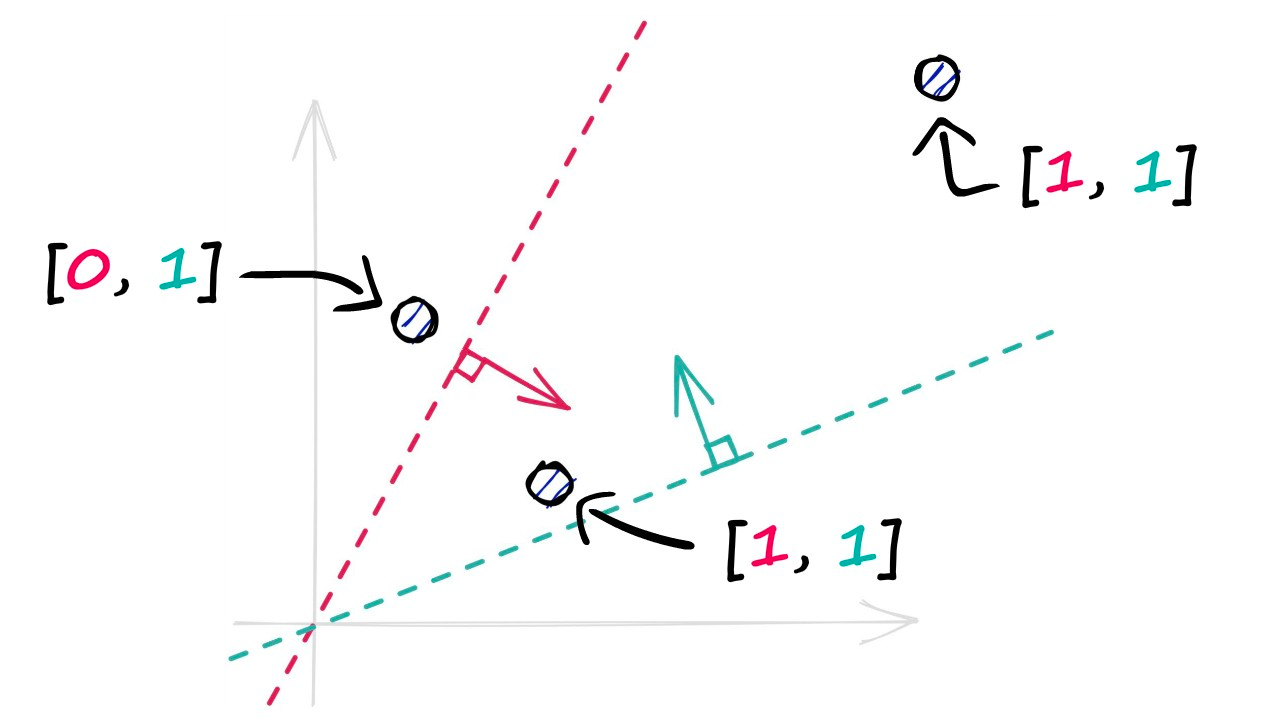 [1, 1]
[0, 1]
[1, 1]